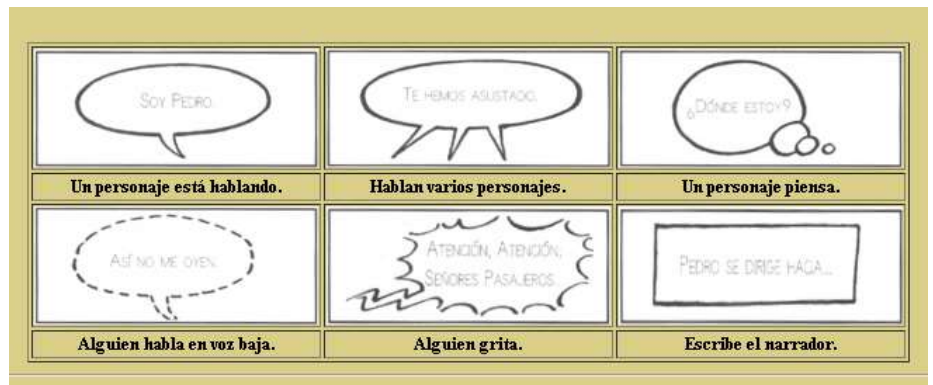 SOY PEDRO.
TE HEMOS ASUSTADO.
¿DÓNDE ESTOY?
Un personaje está hablando.
Hablan varios personajes.
Un personaje piensa.
ASÍ NO ME OYEN.
ATENCIÓN, ATENCIÓN,
SEÑORES PASAJEROS.
PEDRO SE DIRIGE HACIA...
Alguien habla en voz baja.
Alguien grita.
Escribe el narrador.